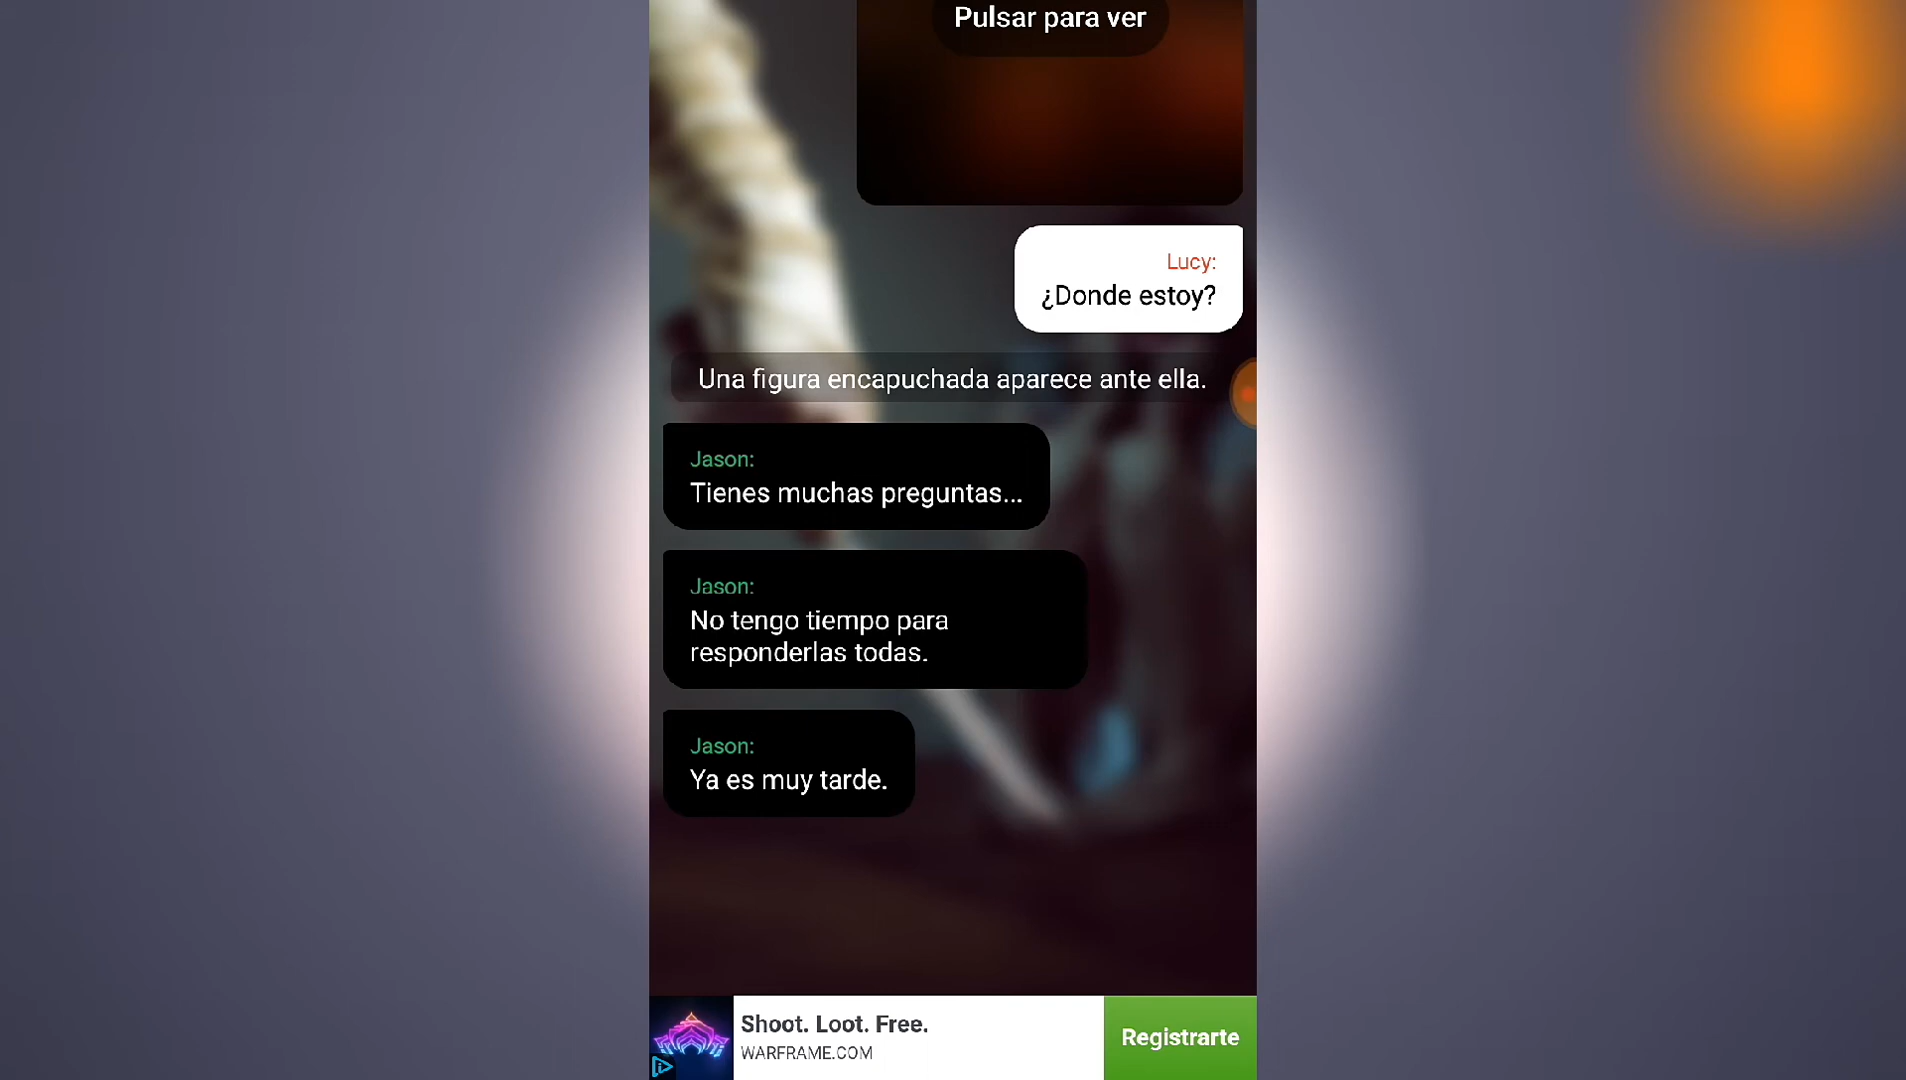 Pulsar para ver
Lucy:
¿Donde estoy?
Una figura encapuchada aparece ante ella.
Jason:
Tienes muchas preguntas...
Jason:
No tengo tiempo para
responderlas todas.
Jason:
Ya es muy tarde.
Shoot. Loot. Free.
WARFRAME.COM
Registrarte